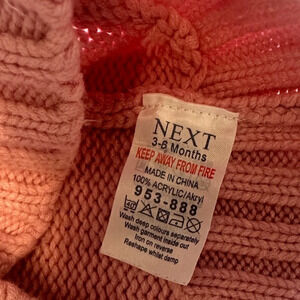 NEXT
3-6 Months
KEEP AWAY FROM FIRE
MADE IN CHINA
100% ACRYLIC/Akryl
953-888
40
Wash deep colours separately
Wash garment inside out
Iron on reverse
Reshape whilst damp